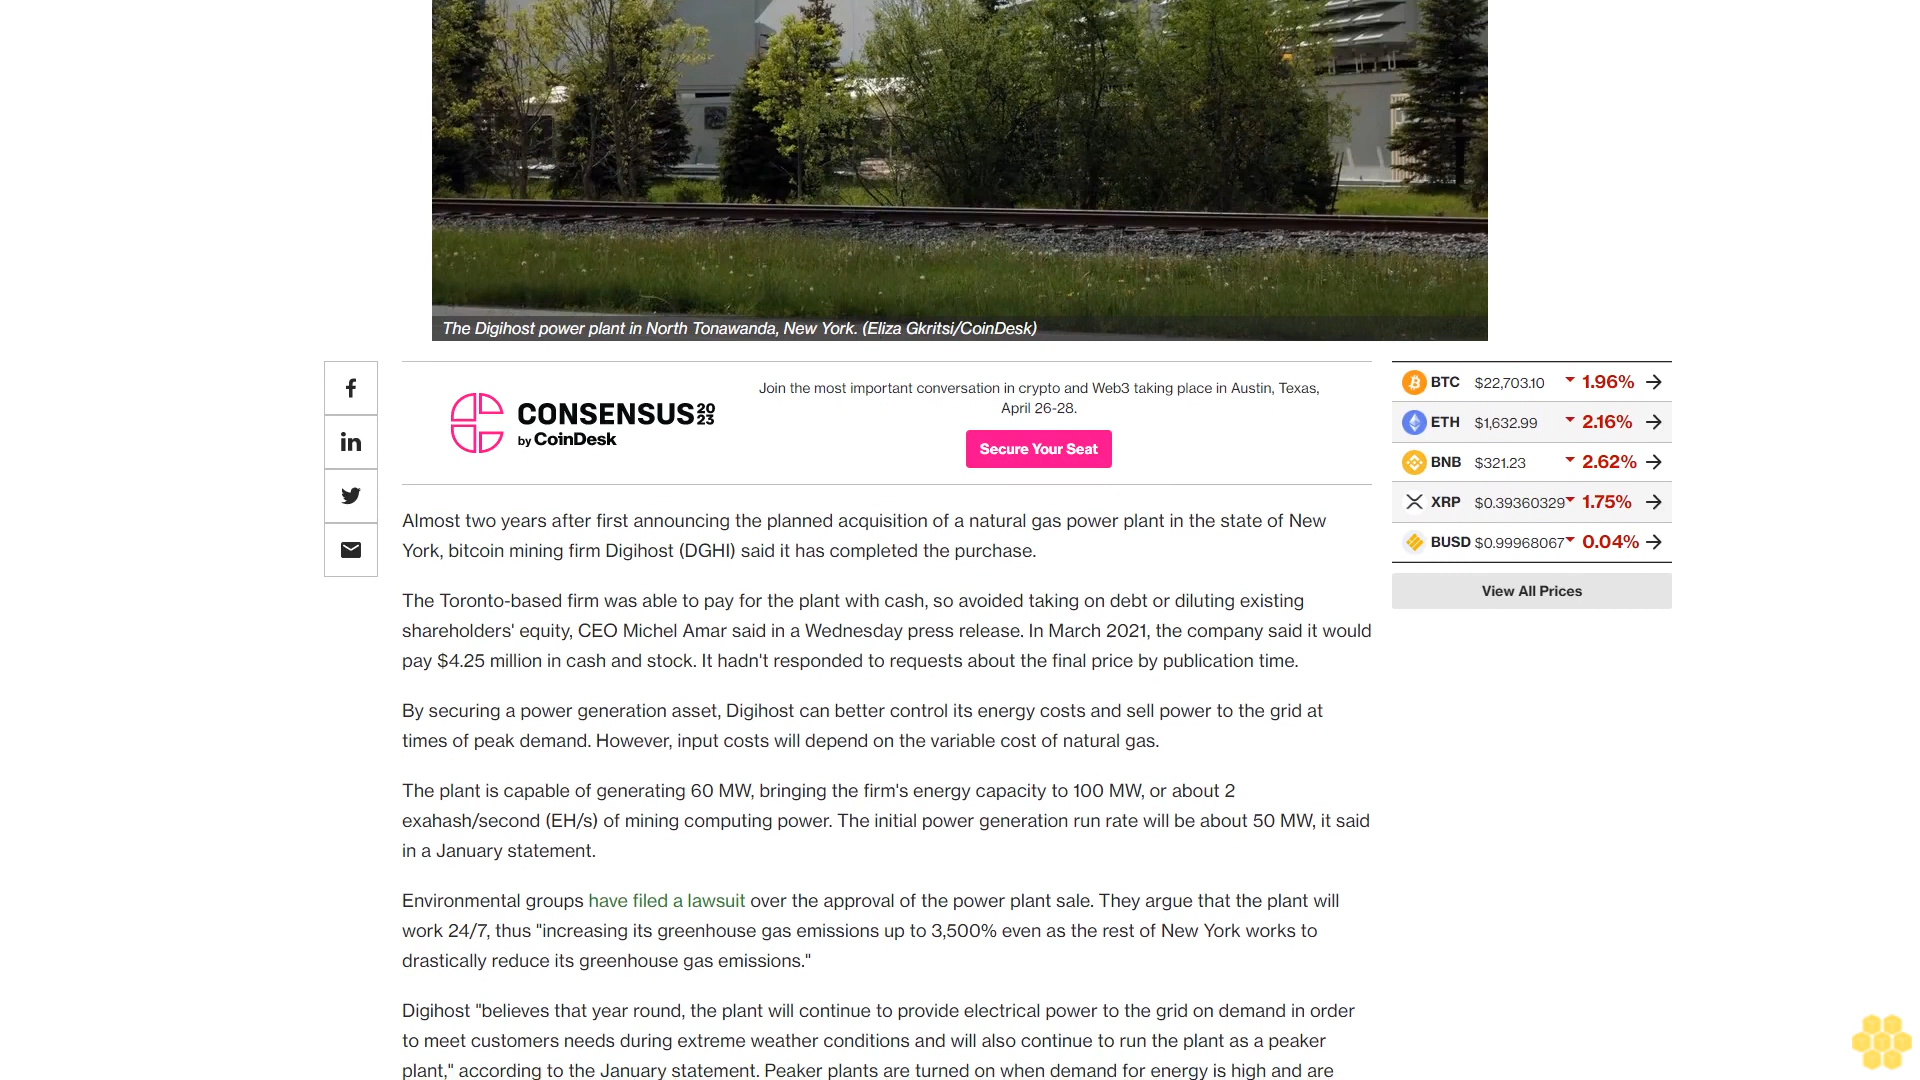 The Digihost power plant in North Tonawanda, New York. (Eliza Gkritsi/CoinDesk)
CONSENSUS 2023
by CoinDesk
Join the most important conversation in crypto and Web3 taking place in Austin, Texas,
April 26-28.
Secure Your Seat
BTC $22,703.10 1.96%
ETH $1,632.99 2.16%
BNB $321.23 2.62%
XRP $0.39360329 1.75%
BUSD $0.99968067 0.04%
View All Prices
Almost two years after first announcing the planned acquisition of a natural gas power plant in the state of New
York, bitcoin mining firm Digihost (DGHI) said it has completed the purchase.
The Toronto-based firm was able to pay for the plant with cash, so avoided taking on debt or diluting existing
shareholders' equity, CEO Michel Amar said in a Wednesday press release. In March 2021, the company said it would
pay $4.25 million in cash and stock. It hadn't responded to requests about the final price by publication time.
By securing a power generation asset, Digihost can better control its energy costs and sell power to the grid at
times of peak demand. However, input costs will depend on the variable cost of natural gas.
The plant is capable of generating 60 MW, bringing the firm's energy capacity to 100 MW, or about 2
exahash/second (EH/s) of mining computing power. The initial power generation run rate will be about 50 MW, it said
in a January statement.
Environmental groups have filed a lawsuit over the approval of the power plant sale. They argue that the plant will
work 24/7, thus "increasing its greenhouse gas emissions up to 3,500% even as the rest of New York works to
drastically reduce its greenhouse gas emissions."
Digihost "believes that year round, the plant will continue to provide electrical power to the grid on demand in order
to meet customers needs during extreme weather conditions and will also continue to run the plant as a peaker
plant," according to the January statement. Peaker plants are turned on when demand for energy is high and are